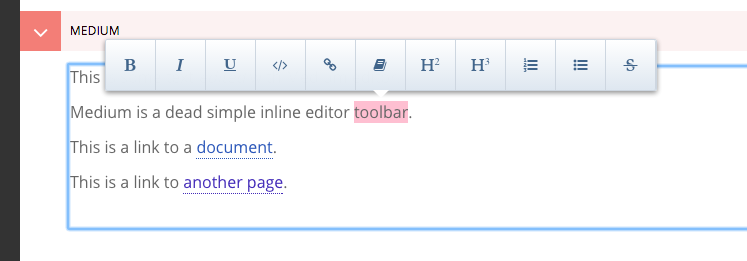 MEDIUM
B I U </> H² H³ S
This
Medium is a dead simple inline editor toolbar.
This is a link to a document.
This is a link to another page.